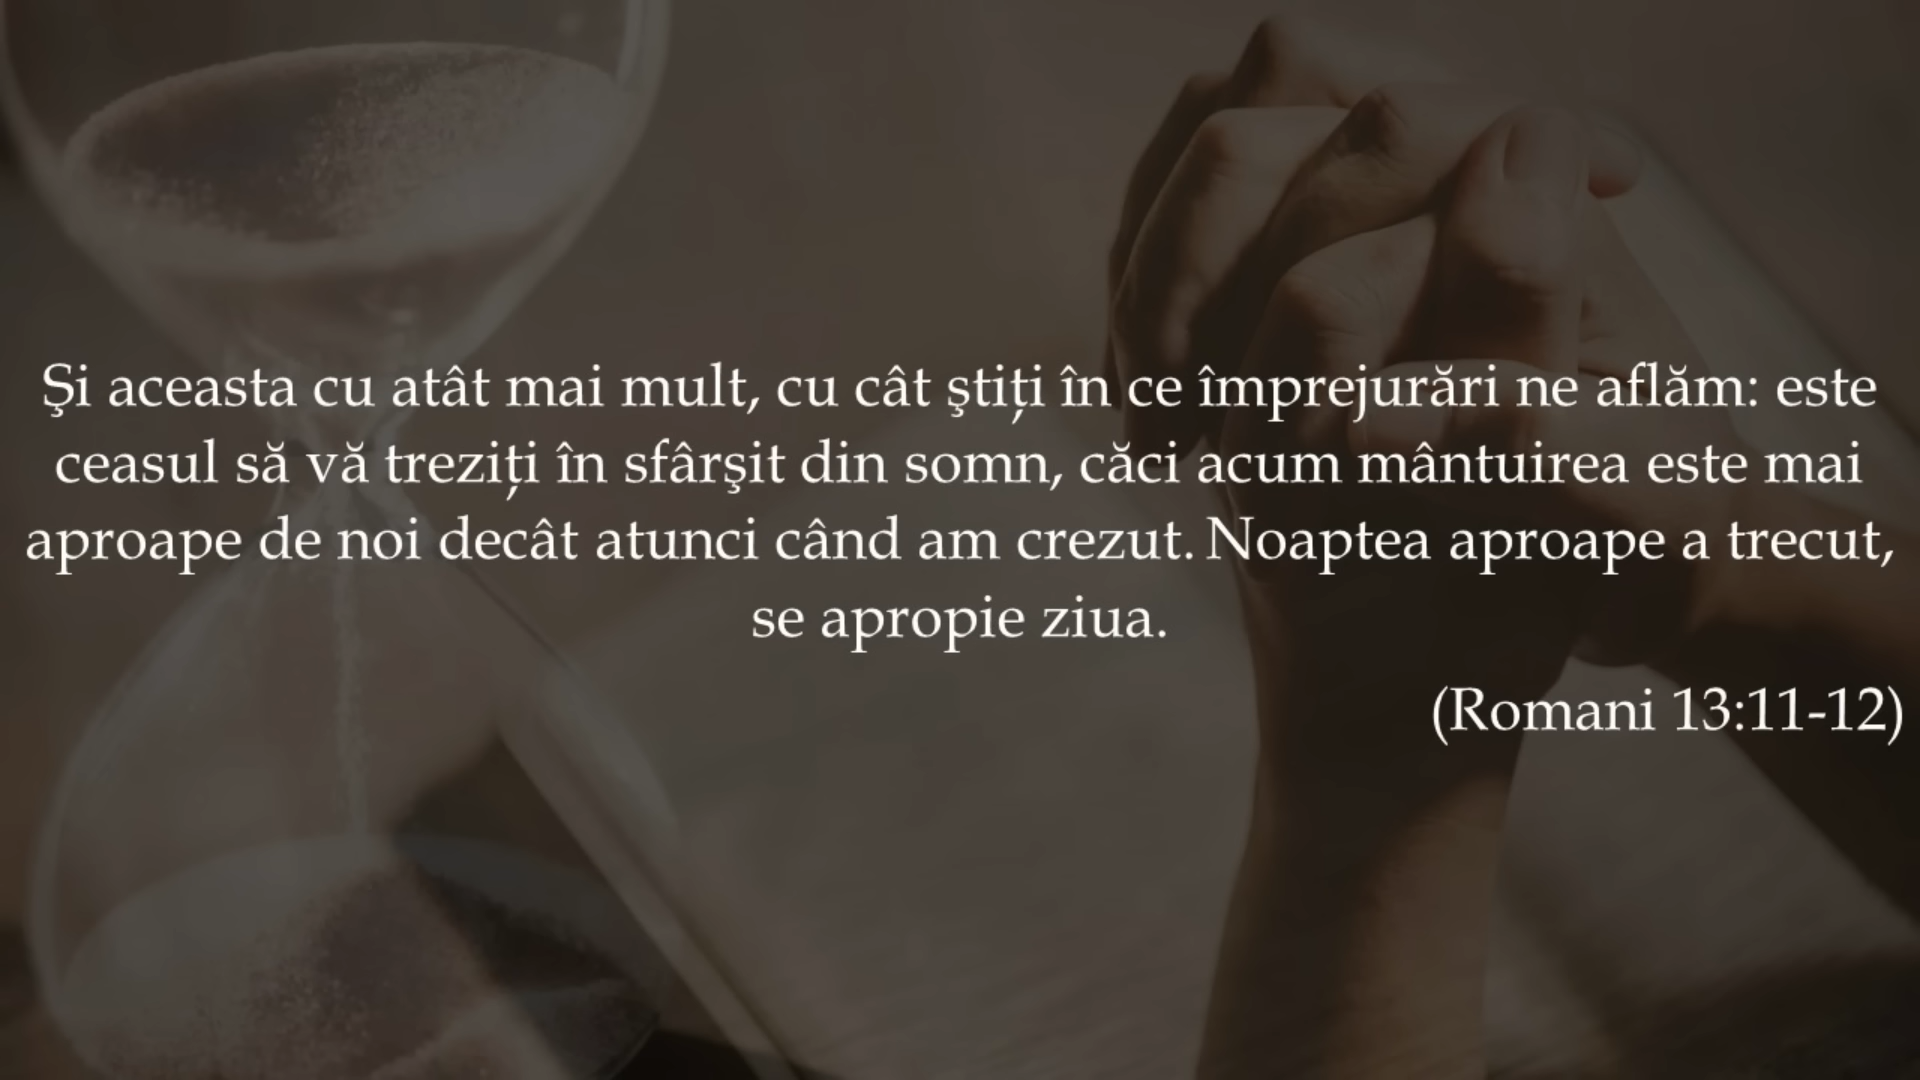 Şi aceasta cu atât mai mult, cu cât ştiţi în ce împrejurări ne aflăm: este
ceasul să vă treziţi în sfârşit din somn, căci acum mântuirea este mai
aproape de noi decât atunci când am crezut. Noaptea aproape a trecut,
se apropie ziua.
(Romani 13:11-12)